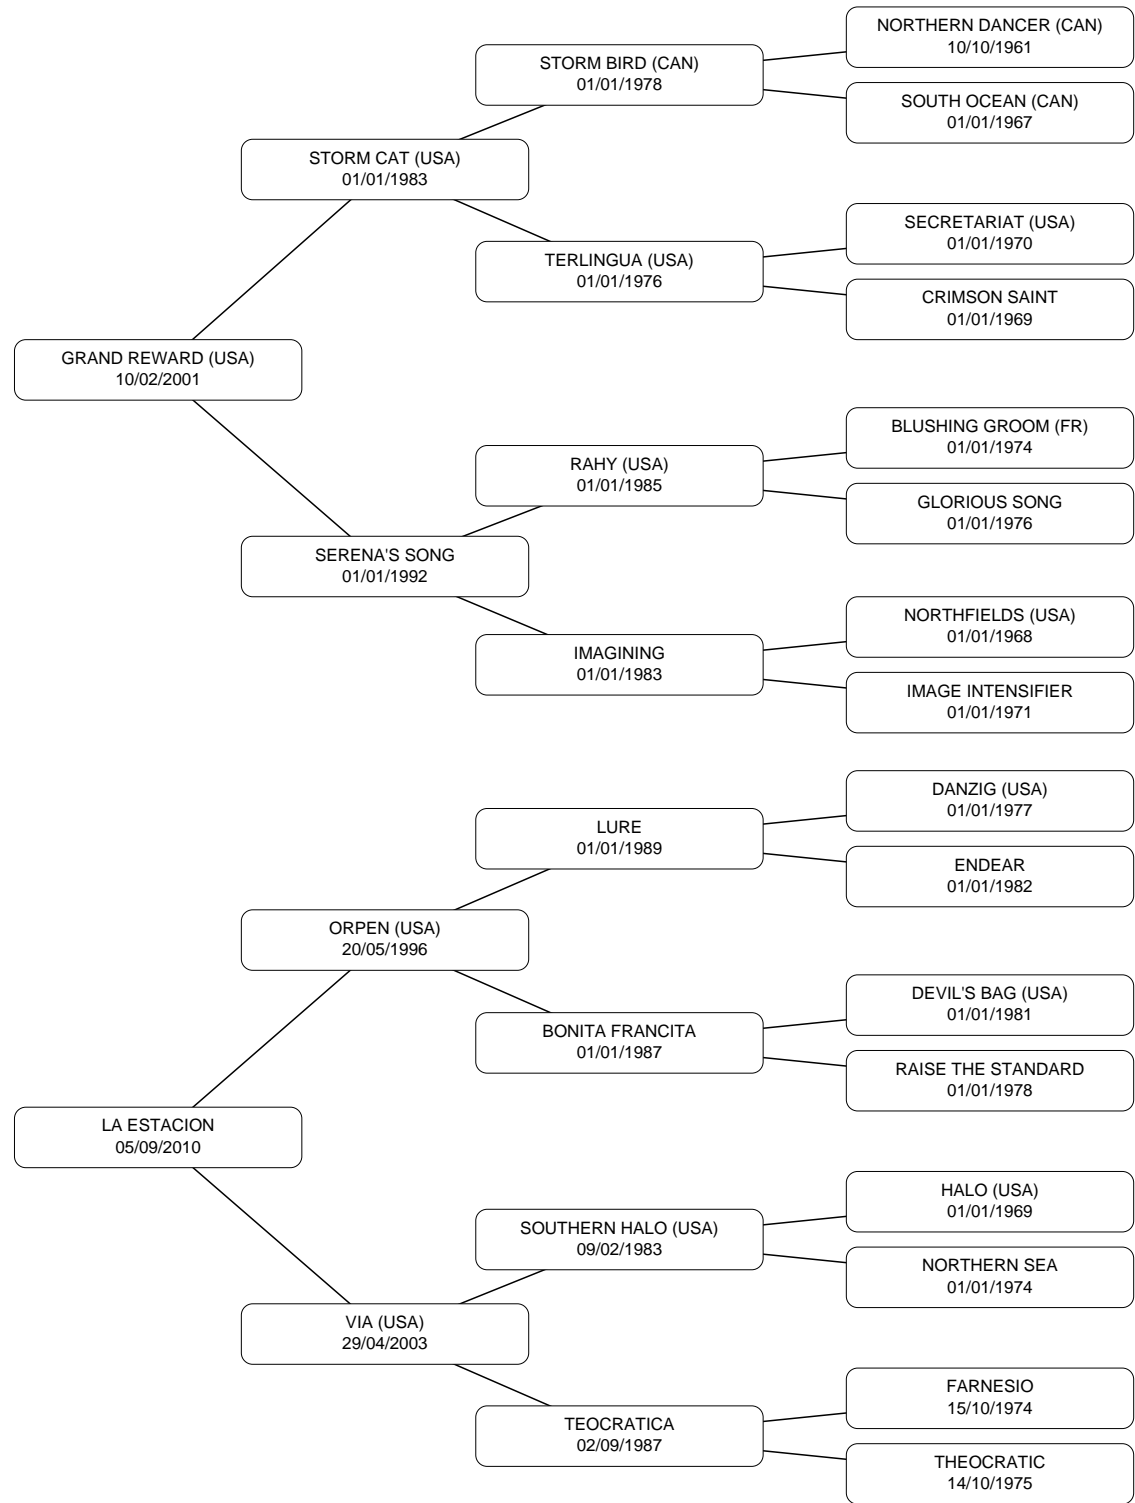 NORTHERN DANCER (CAN)
10/10/1961
STORM BIRD (CAN)
01/01/1978
SOUTH OCEAN (CAN)
01/01/1967
STORM CAT (USA)
01/01/1983
SECRETARIAT (USA)
01/01/1970
TERLINGUA (USA)
01/01/1976
CRIMSON SAINT
01/01/1969
GRAND REWARD (USA)
10/02/2001
BLUSHING GROOM (FR)
01/01/1974
RAHY (USA)
01/01/1985
GLORIOUS SONG
01/01/1976
SERENA'S SONG
01/01/1992
NORTHFIELDS (USA)
01/01/1968
IMAGINING
01/01/1983
IMAGE INTENSIFIER
01/01/1971
DANZIG (USA)
01/01/1977
LURE
01/01/1989
ENDEAR
01/01/1982
ORPEN (USA)
20/05/1996
DEVIL'S BAG (USA)
01/01/1981
BONITA FRANCITA
01/01/1987
RAISE THE STANDARD
01/01/1978
LA ESTACION
05/09/2010
HALO (USA)
01/01/1969
SOUTHERN HALO (USA)
09/02/1983
NORTHERN SEA
01/01/1974
VIA (USA)
29/04/2003
FARNESIO
15/10/1974
TEOCRATICA
02/09/1987
THEOCRATIC
14/10/1975